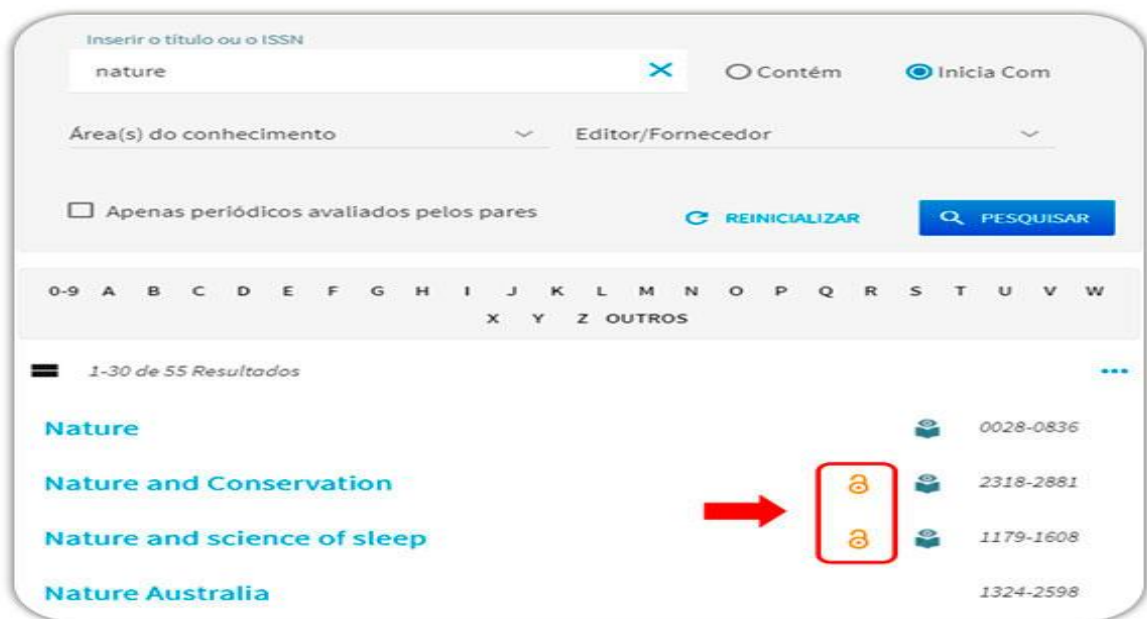 Inserir o título ou o ISSN
nature Contém Inicia Com
Área(s) do conhecimento Editor/Fornecedor
Apenas periódicos avaliados pelos pares REINICIALIZAR PESQUISAR
0-9 A B C D E F G H I J K L M N O P Q R S T U V W
X Y Z OUTROS
1-30 de 55 Resultados
Nature 0028-0836
Nature and Conservation 2318-2881
Nature and science of sleep 1179-1608
Nature Australia 1324-2598